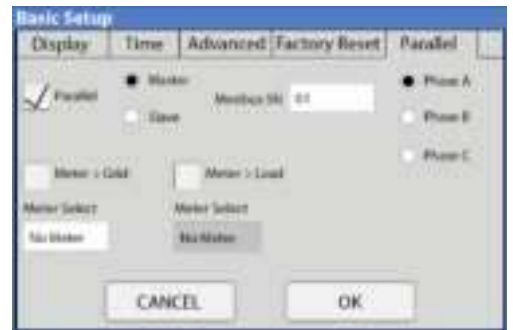 Basic Setup
Display Time Advanced Factory Reset Parallel
Parallel
Master
Slave
Modbus SN 01
Phase A
Phase B
Phase C
Meter > Grid
Meter > Load
Meter Select
Meter Select
No Meter
No Meter
CANCEL OK